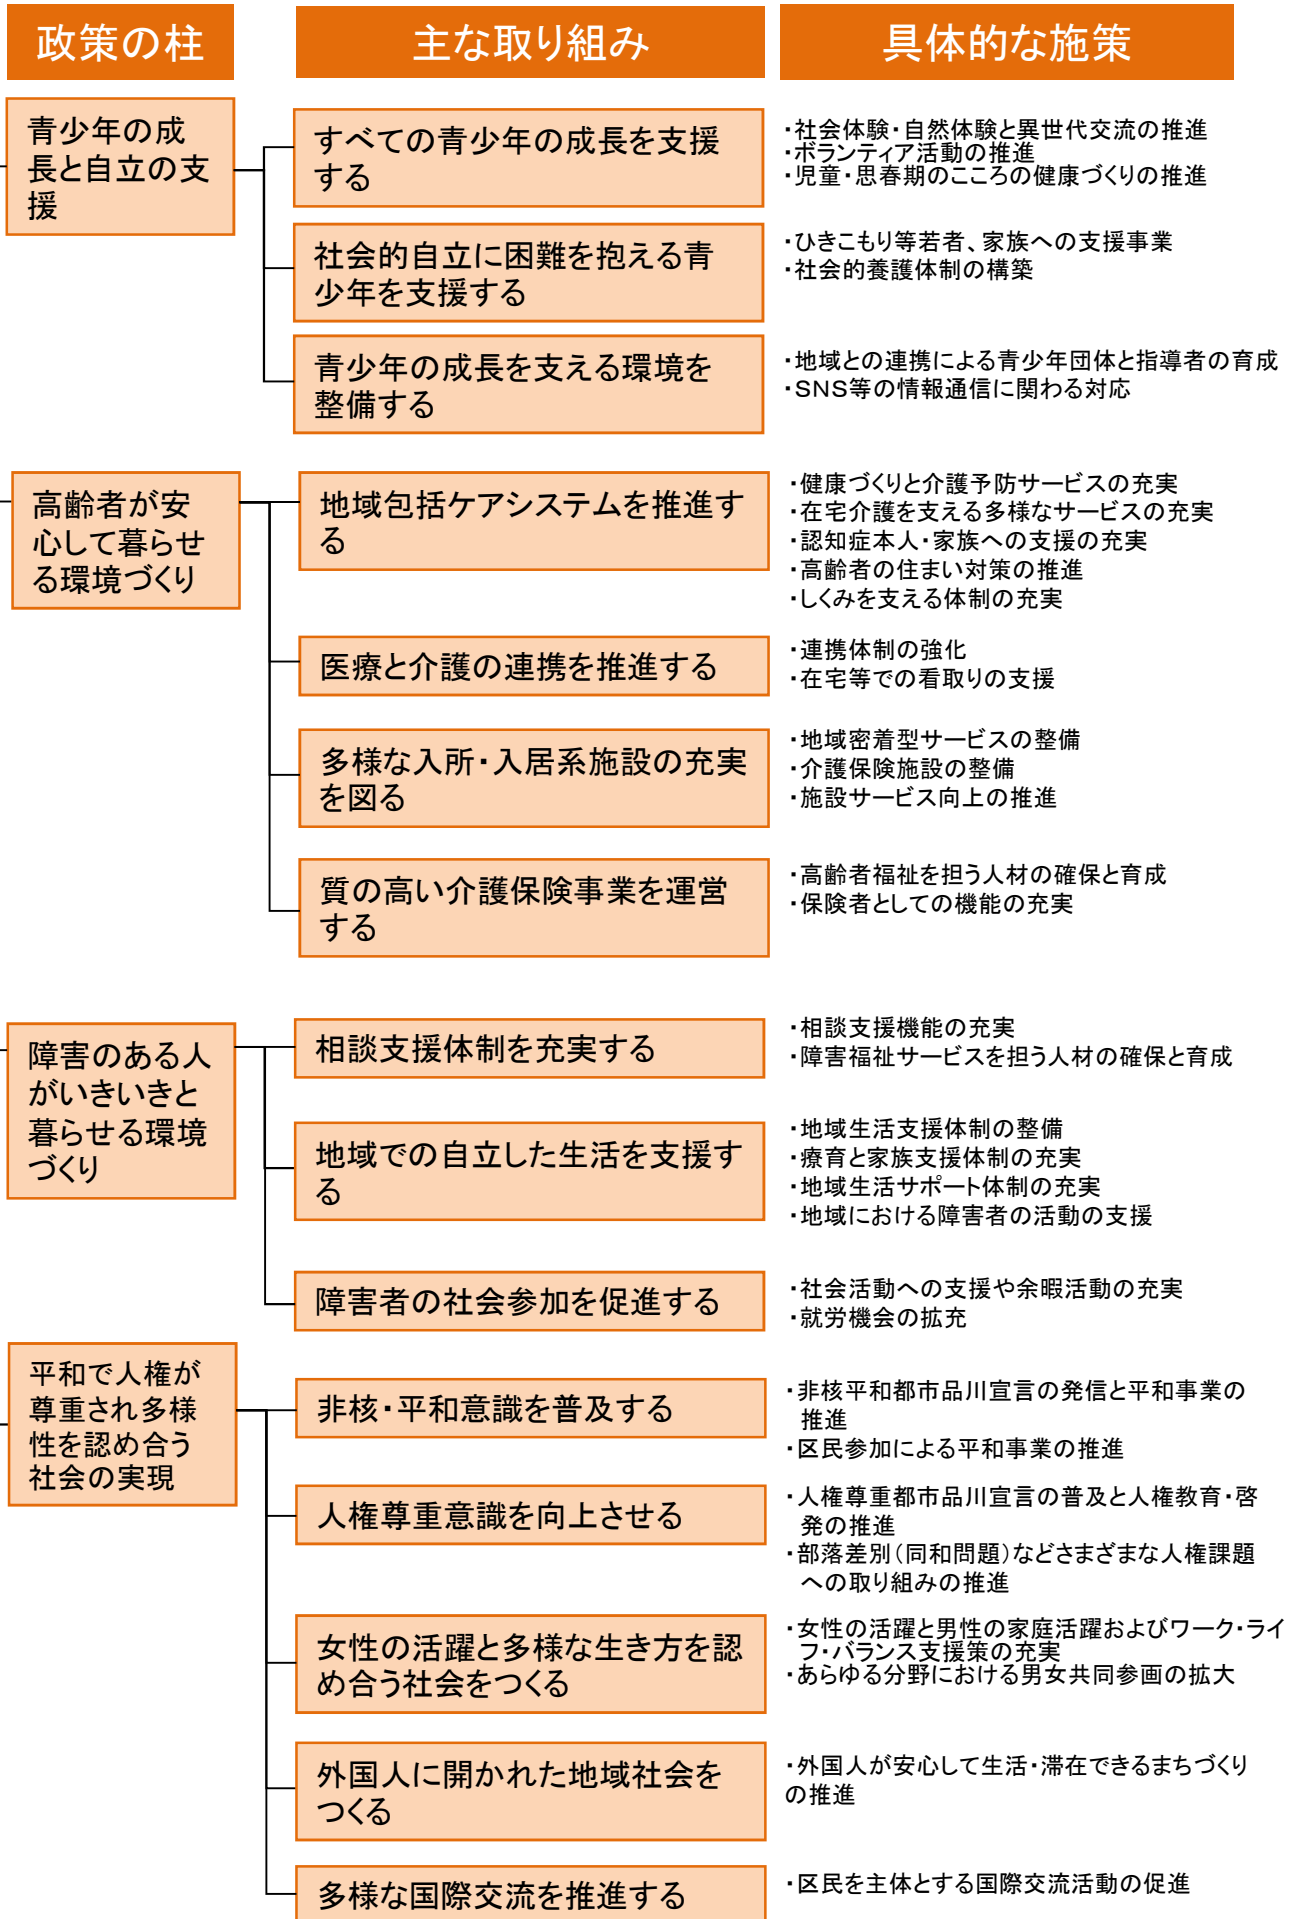 政策の柱
主な取り組み
具体的な施策
青少年の成
長と自立の支
援
すべての青少年の成長を支援
する
・社会体験・自然体験と異世代交流の推進
・ボランティア活動の推進
・児童・思春期のこころの健康づくりの推進
社会的自立に困難を抱える青
少年を支援する
・ひきこもり等若者、家族への支援事業
・社会的養護体制の構築
青少年の成長を支える環境を
整備する
・地域との連携による青少年団体と指導者の育成
・SNS等の情報通信に関わる対応
高齢者が安
心して暮らせ
る環境づくり
地域包括ケアシステムを推進す
る
・健康づくりと介護予防サービスの充実
・在宅介護を支える多様なサービスの充実
・認知症本人・家族への支援の充実
・高齢者の住まい対策の推進
・しくみを支える体制の充実
医療と介護の連携を推進する
・連携体制の強化
・在宅等での看取りの支援
多様な入所・入居系施設の充実
を図る
・地域密着型サービスの整備
・介護保険施設の整備
・施設サービス向上の推進
質の高い介護保険事業を運営
する
・高齢者福祉を担う人材の確保と育成
・保険者としての機能の充実
障害のある人
がいきいきと
暮らせる環境
づくり
相談支援体制を充実する
・相談支援機能の充実
・障害福祉サービスを担う人材の確保と育成
地域での自立した生活を支援す
る
・地域生活支援体制の整備
・療育と家族支援体制の充実
・地域生活サポート体制の充実
・地域における障害者の活動の支援
障害者の社会参加を促進する
・社会活動への支援や余暇活動の充実
・就労機会の拡充
平和で人権が
尊重され多様
性を認め合う
社会の実現
非核・平和意識を普及する
・非核平和都市品川宣言の発信と平和事業の
推進
・区民参加による平和事業の推進
人権尊重意識を向上させる
・人権尊重都市品川宣言の普及と人権教育・啓
発の推進
・部落差別（同和問題）などさまざまな人権課題
への取り組みの推進
女性の活躍と多様な生き方を認
め合う社会をつくる
・女性の活躍と男性の家庭活躍およびワーク・ライ
フ・バランス支援策の充実
・あらゆる分野における男女共同参画の拡大
外国人に開かれた地域社会を
つくる
・外国人が安心して生活・滞在できるまちづくり
の推進
多様な国際交流を推進する
・区民を主体とする国際交流活動の促進